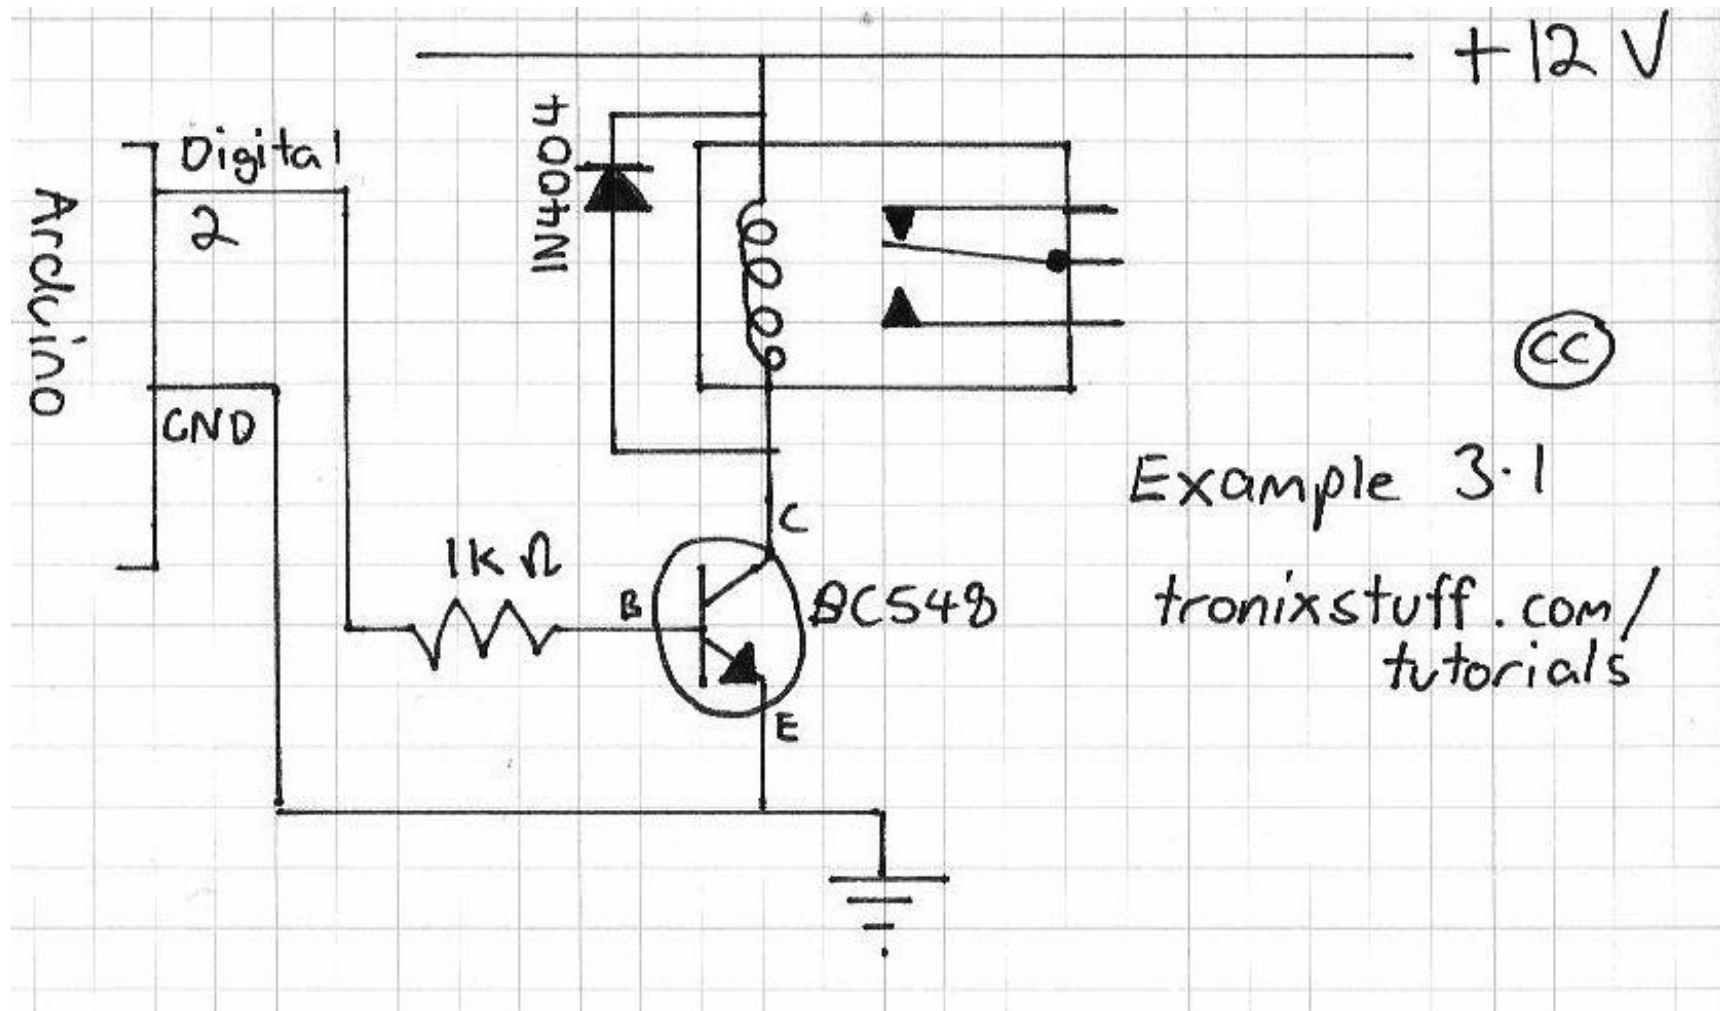 +12 V
1N4004
Digital
2
Arduino
GND
CC
Example 3.1
C
1k Ω
B
BC548
tronixstuff.com/
tutorials
E